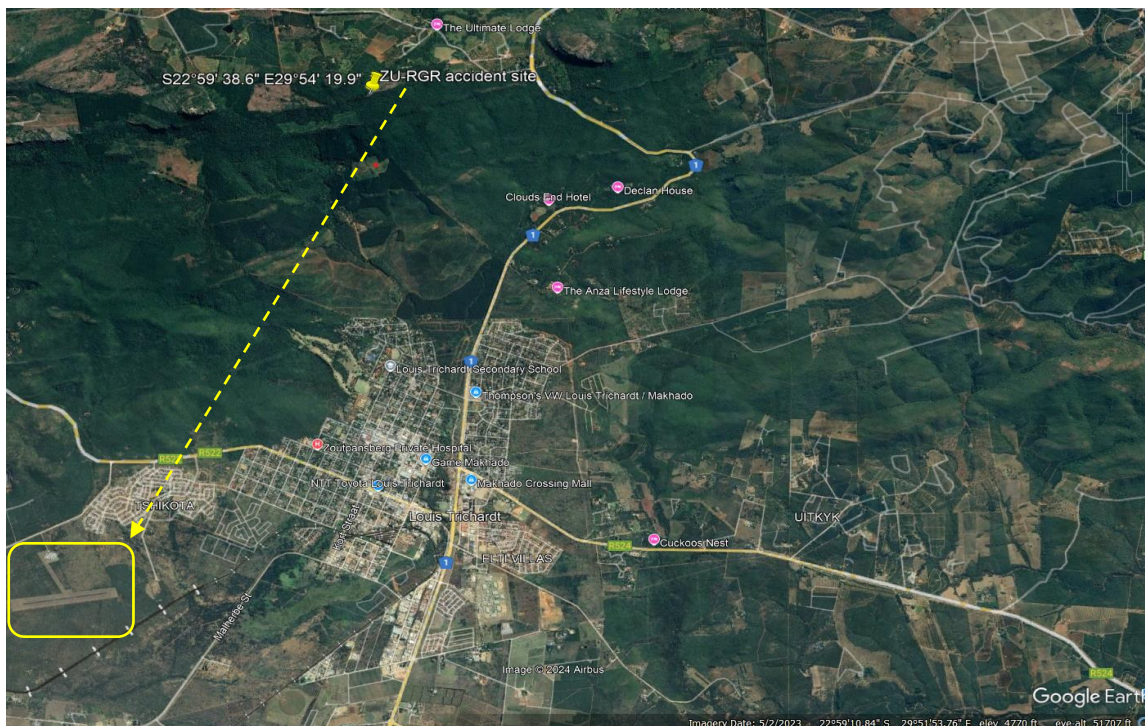 The Ultimate Lodge
S22°59' 38.6" E29°54' 19.9"
ZU-RGR accident site
1
Declan House
Clouds End Hotel
1
The Anza Lifestyle Lodge
1
Louis Trichardt Secondary School
Thompson's VW Louis Trichardt / Makhado
R522
R522
H
Zoutpansberg Private Hospital
Game Makhado
NTT Toyota Louis Trichardt
Makhado Crossing Mall
TSHIKOTA
Louis Trichardt
UITKYK
R524
Cuckoos Nest
1
Malherbe St
R524
Image © 2024 Airbus
Google Earth
Imagery Date: 5/2/2023 22°59'10.84" S 29°51'53.76" E elev 4770 ft eye alt 51707 ft